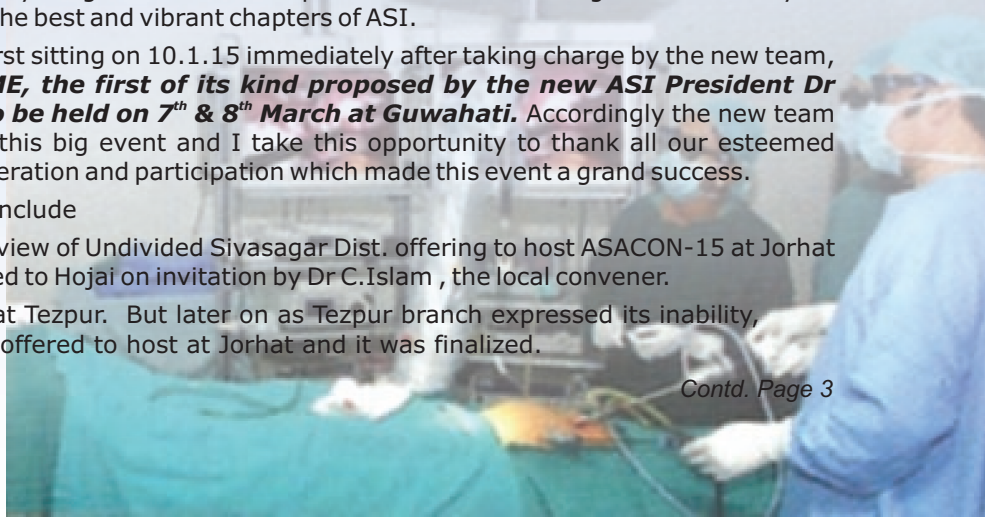 the best and vibrant chapters of ASI.
rst sitting on 10.1.15 immediately after taking charge by the new team,
ME, the first of its kind proposed by the new ASI President Dr
be held on 7th & 8th March at Guwahati. Accordingly the new team
this big event and I take this opportunity to thank all our esteemed
eration and participation which made this event a grand success.
nclude
view of Undivided Sivasagar Dist. offering to host ASACON-15 at Jorhat
ed to Hojai on invitation by Dr C.Islam , the local convener.
at Tezpur. But later on as Tezpur branch expressed its inability,
offered to host at Jorhat and it was finalized.
Contd. Page 3